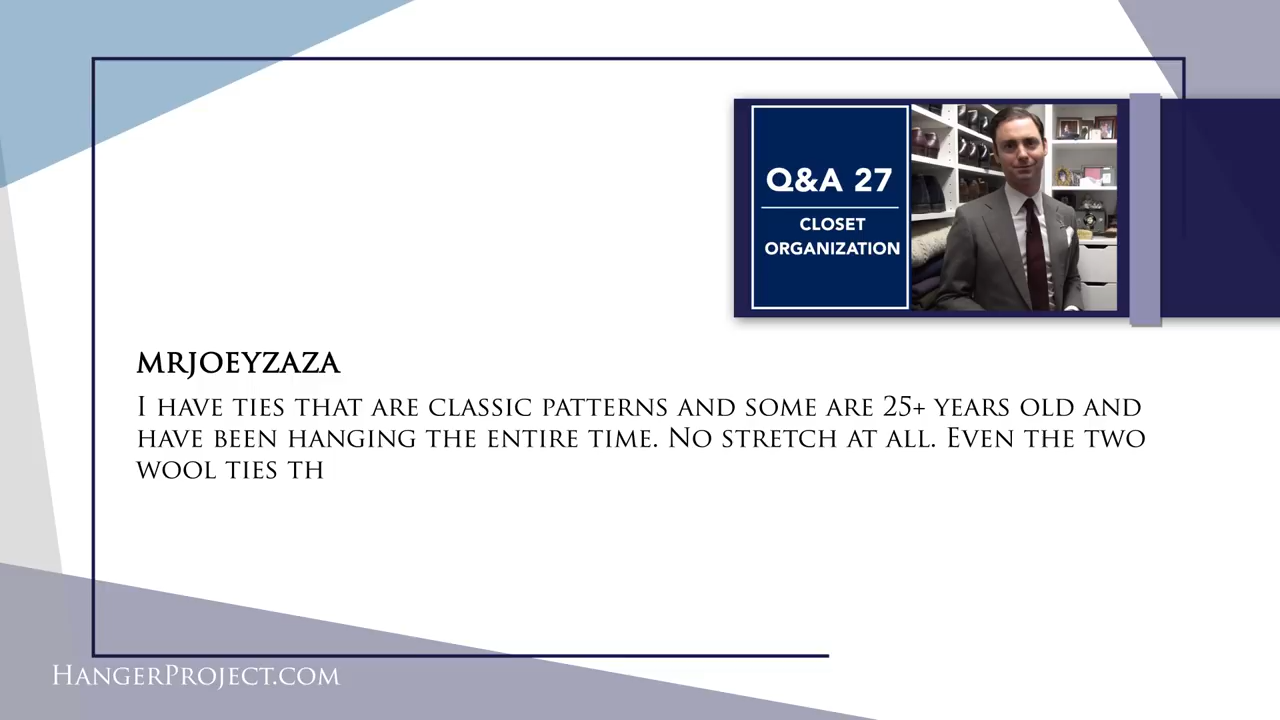 Q&A 27
CLOSET
ORGANIZATION
MRJOEYZAZA
I HAVE TIES THAT ARE CLASSIC PATTERNS AND SOME ARE 25+ YEARS OLD AND
HAVE BEEN HANGING THE ENTIRE TIME. NO STRETCH AT ALL. EVEN THE TWO
WOOL TIES TH
HANGERPROJECT.COM